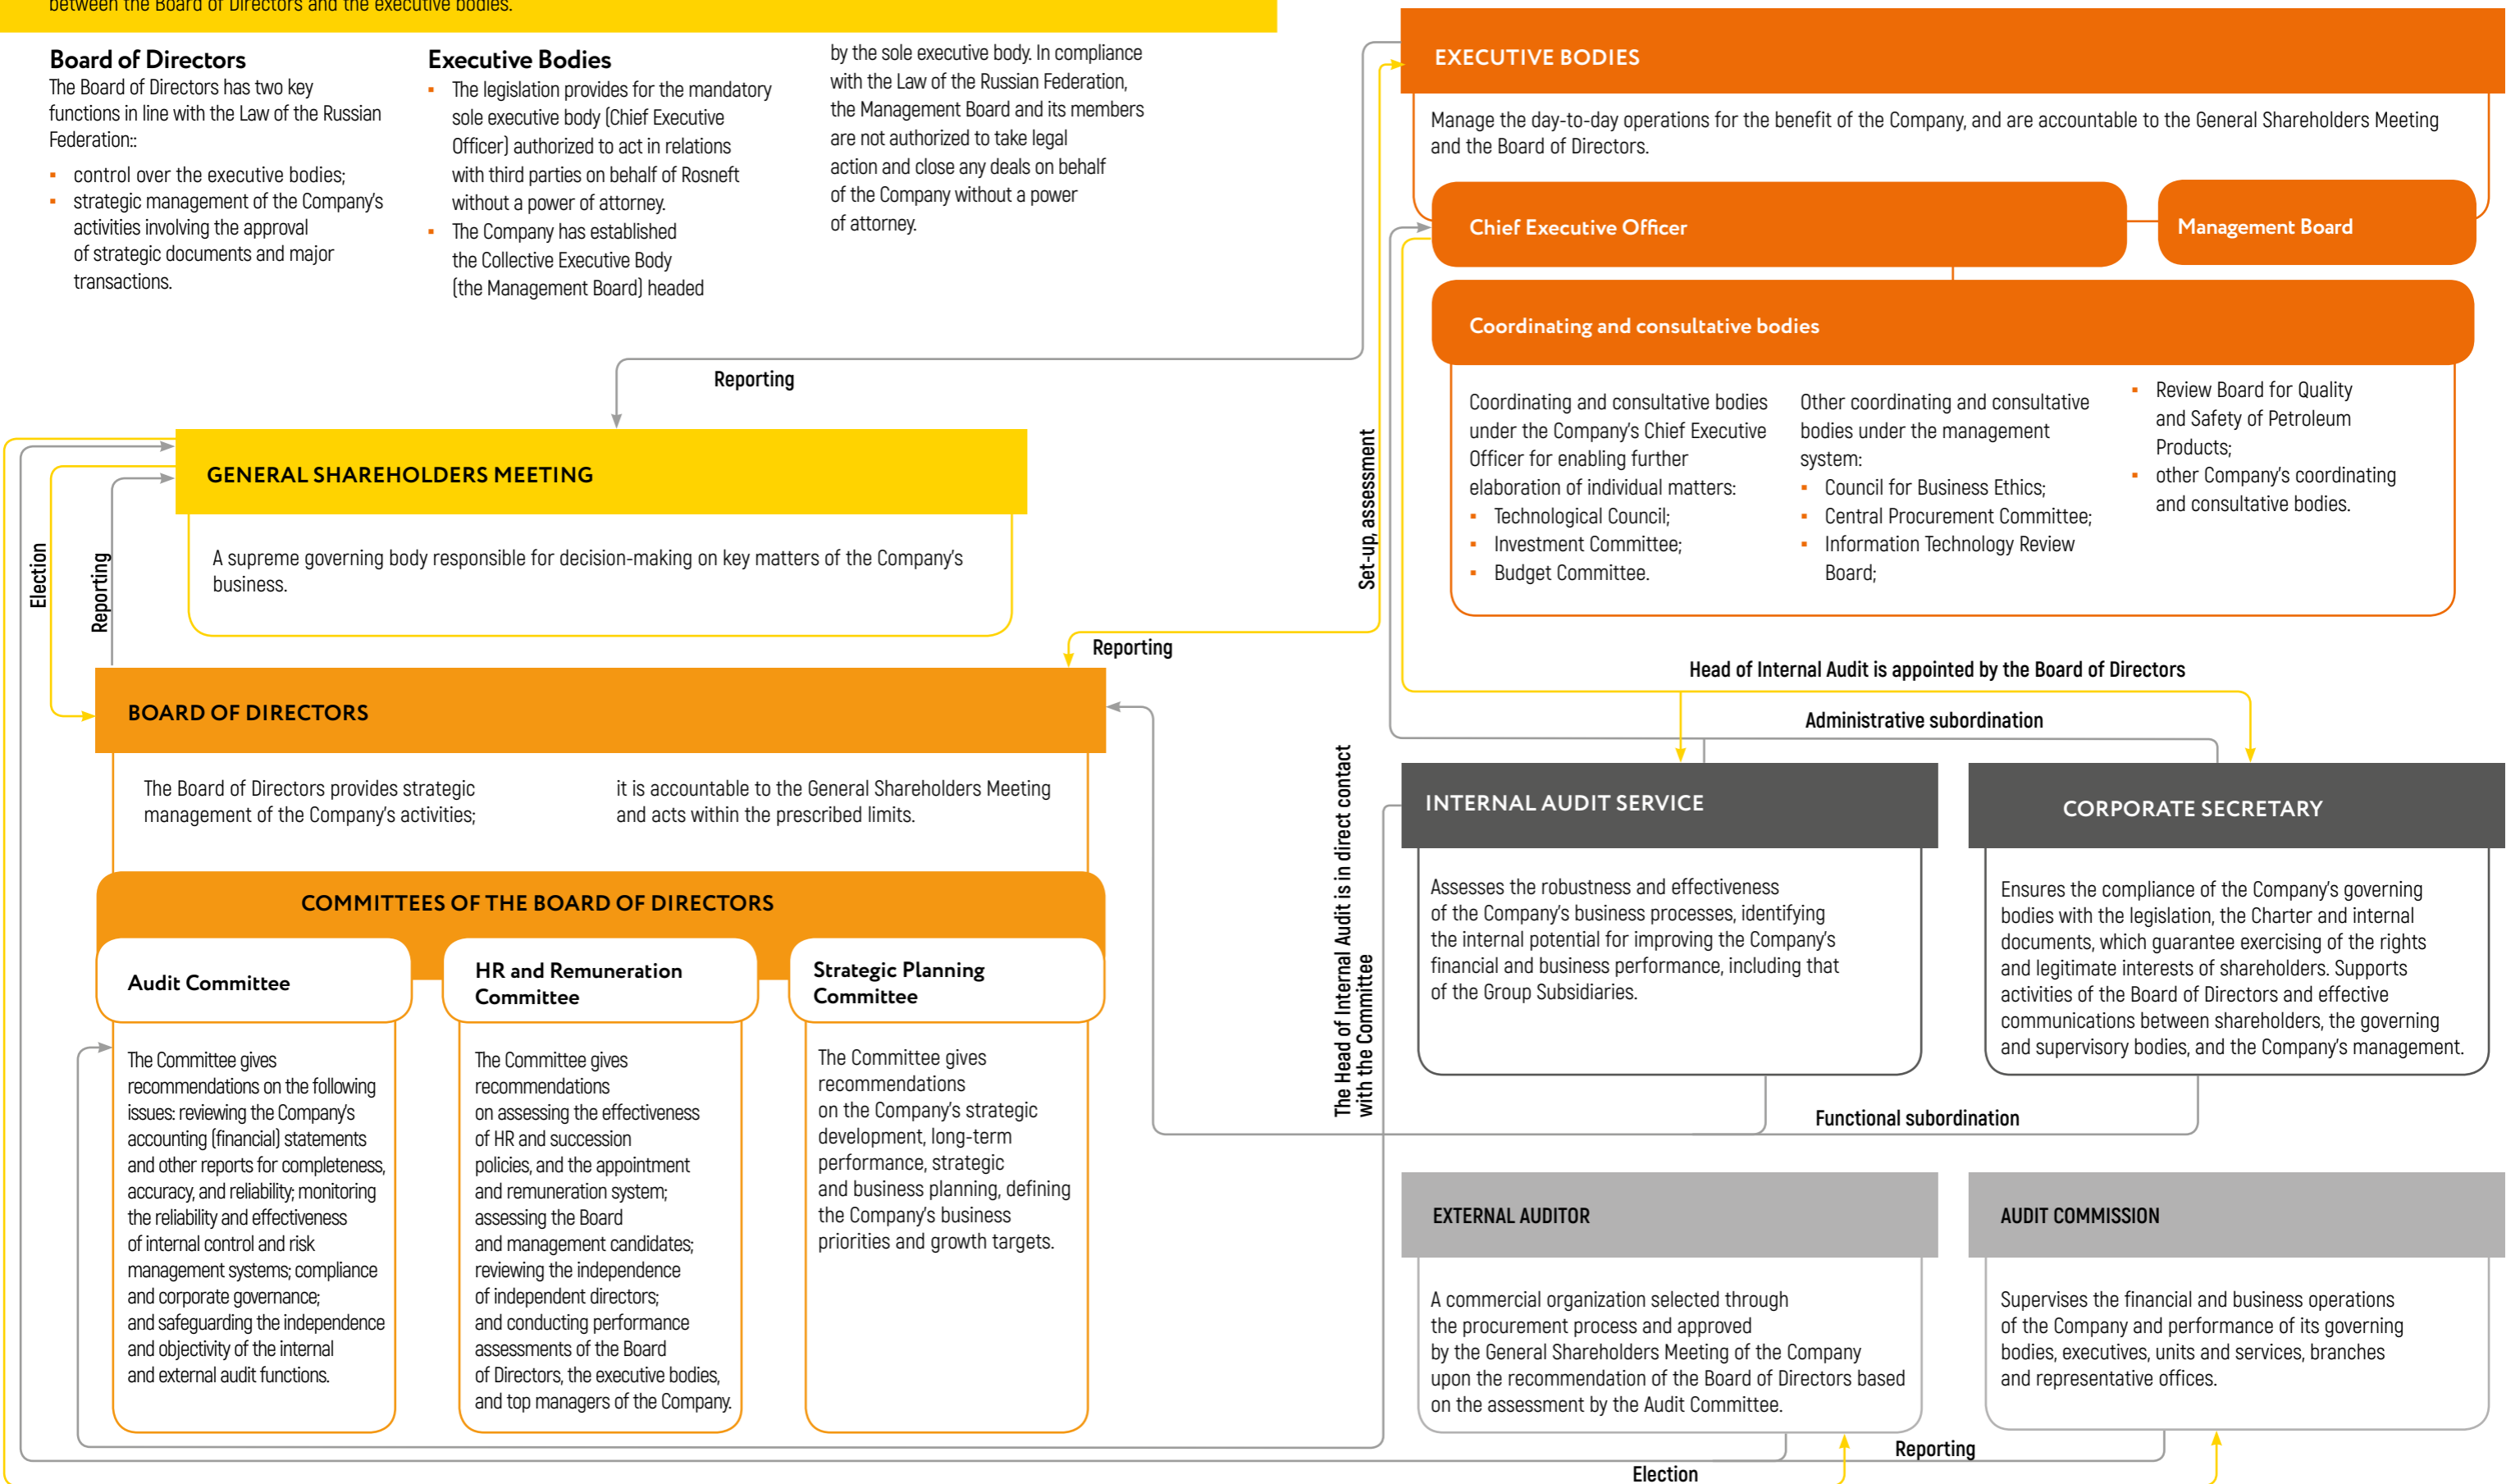 between the Board of Directors and the executive bodies.
Board of Directors
The Board of Directors has two key
functions in line with the Law of the Russian
Federation::
▪ control over the executive bodies;
▪ strategic management of the Company's
activities involving the approval
of strategic documents and major
transactions.
Executive Bodies
▪ The legislation provides for the mandatory
sole executive body (Chief Executive
Officer) authorized to act in relations
with third parties on behalf of Rosneft
without a power of attorney.
▪ The Company has established
the Collective Executive Body
(the Management Board) headed
by the sole executive body. In compliance
with the Law of the Russian Federation,
the Management Board and its members
are not authorized to take legal
action and close any deals on behalf
of the Company without a power
of attorney.
EXECUTIVE BODIES
Manage the day-to-day operations for the benefit of the Company, and are accountable to the General Shareholders Meeting
and the Board of Directors.
Chief Executive Officer
Management Board
Coordinating and consultative bodies
Coordinating and consultative bodies
under the Company's Chief Executive
Officer for enabling further
elaboration of individual matters:
▪ Technological Council;
▪ Investment Committee;
▪ Budget Committee.
Other coordinating and consultative
bodies under the management
system:
▪ Council for Business Ethics;
▪ Central Procurement Committee;
▪ Information Technology Review
Board;
▪ Review Board for Quality
and Safety of Petroleum
Products;
▪ other Company's coordinating
and consultative bodies.
Reporting
GENERAL SHAREHOLDERS MEETING
A supreme governing body responsible for decision-making on key matters of the Company's
business.
Election
Reporting
Set-up, assessment
Reporting
BOARD OF DIRECTORS
The Board of Directors provides strategic
management of the Company's activities;
it is accountable to the General Shareholders Meeting
and acts within the prescribed limits.
COMMITTEES OF THE BOARD OF DIRECTORS
Audit Committee
The Committee gives
recommendations on the following
issues: reviewing the Company's
accounting (financial) statements
and other reports for completeness,
accuracy, and reliability; monitoring
the reliability and effectiveness
of internal control and risk
management systems; compliance
and corporate governance;
and safeguarding the independence
and objectivity of the internal
and external audit functions.
HR and Remuneration
Committee
The Committee gives
recommendations
on assessing the effectiveness
of HR and succession
policies, and the appointment
and remuneration system;
assessing the Board
and management candidates;
reviewing the independence
of independent directors;
and conducting performance
assessments of the Board
of Directors, the executive bodies,
and top managers of the Company.
Strategic Planning
Committee
The Committee gives
recommendations
on the Company's strategic
development, long-term
performance, strategic
and business planning, defining
the Company's business
priorities and growth targets.
Head of Internal Audit is appointed by the Board of Directors
Administrative subordination
The Head of Internal Audit is in direct contact
with the Committee
INTERNAL AUDIT SERVICE
Assesses the robustness and effectiveness
of the Company's business processes, identifying
the internal potential for improving the Company's
financial and business performance, including that
of the Group Subsidiaries.
CORPORATE SECRETARY
Ensures the compliance of the Company's governing
bodies with the legislation, the Charter and internal
documents, which guarantee exercising of the rights
and legitimate interests of shareholders. Supports
activities of the Board of Directors and effective
communications between shareholders, the governing
and supervisory bodies, and the Company's management.
Functional subordination
EXTERNAL AUDITOR
A commercial organization selected through
the procurement process and approved
by the General Shareholders Meeting of the Company
upon the recommendation of the Board of Directors based
on the assessment by the Audit Committee.
AUDIT COMMISSION
Supervises the financial and business operations
of the Company and performance of its governing
bodies, executives, units and services, branches
and representative offices.
Reporting
Election